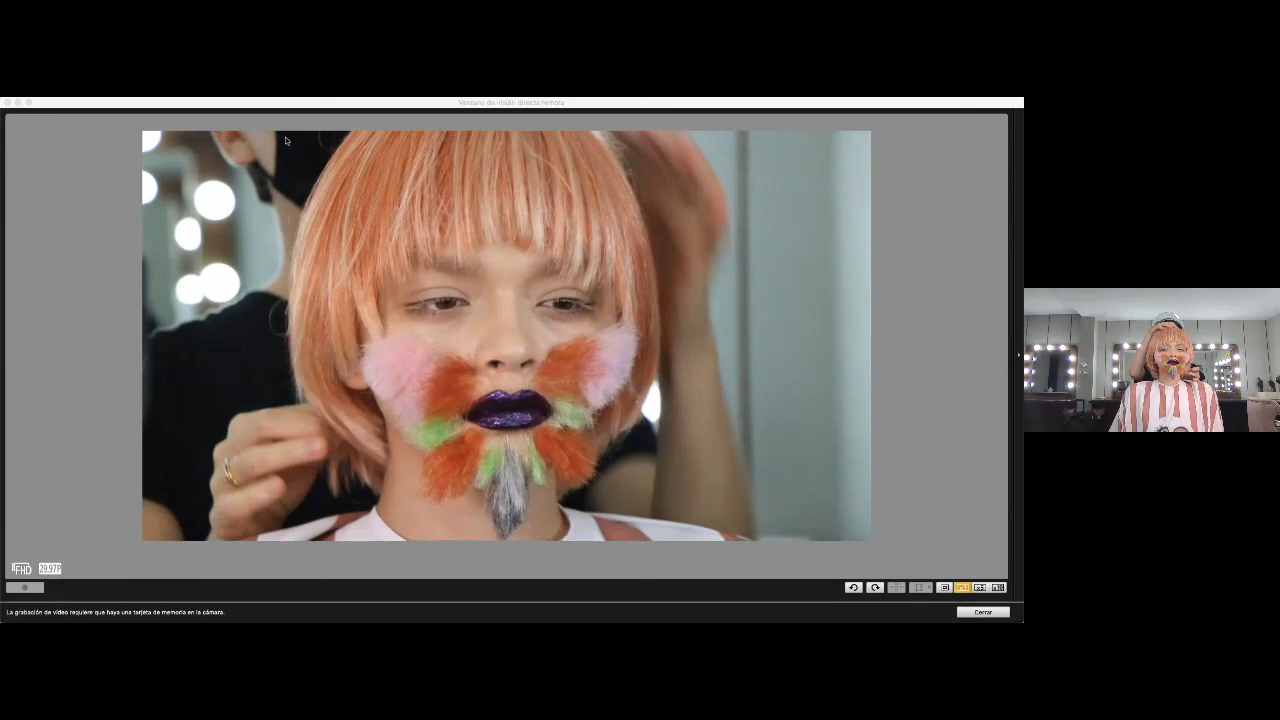 Ventana de visión directa remota
FHD
29.97P
La grabación de vídeo requiere que haya una tarjeta de memoria en la cámara.
Cerrar